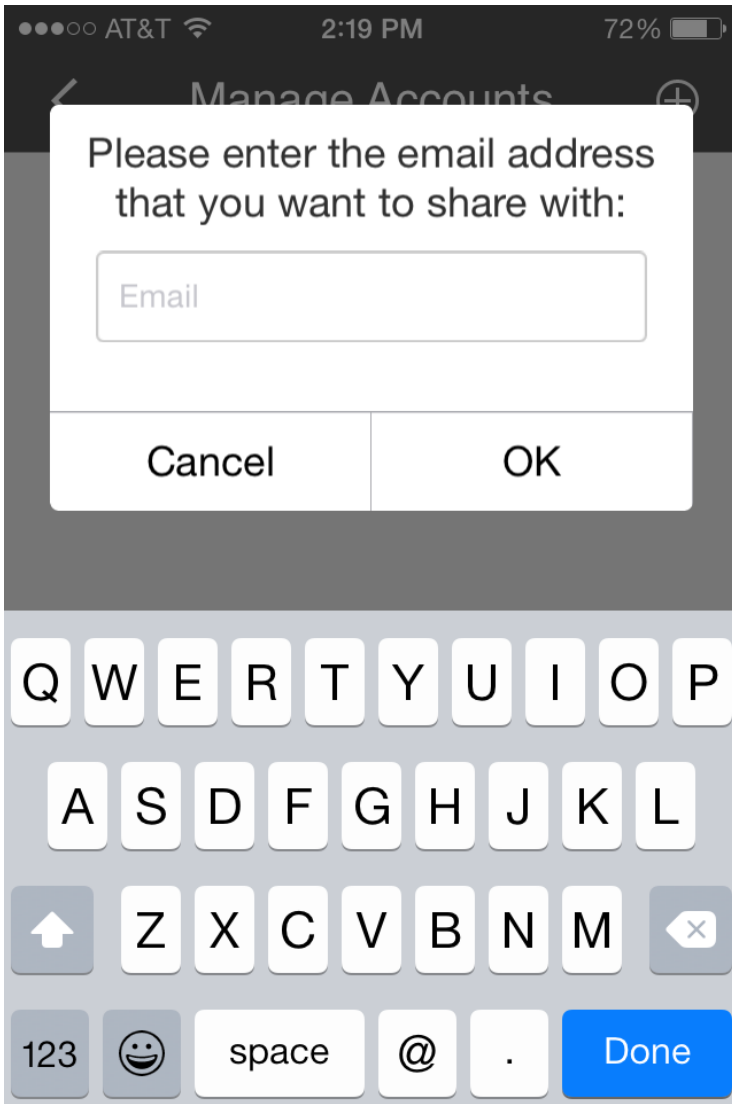 AT&T 2:19 PM 72%
Manage Accounts
Please enter the email address
that you want to share with:
Email
Cancel OK
Q W E R T Y U I O P
A S D F G H J K L
Z X C V B N M
123 space @ . Done